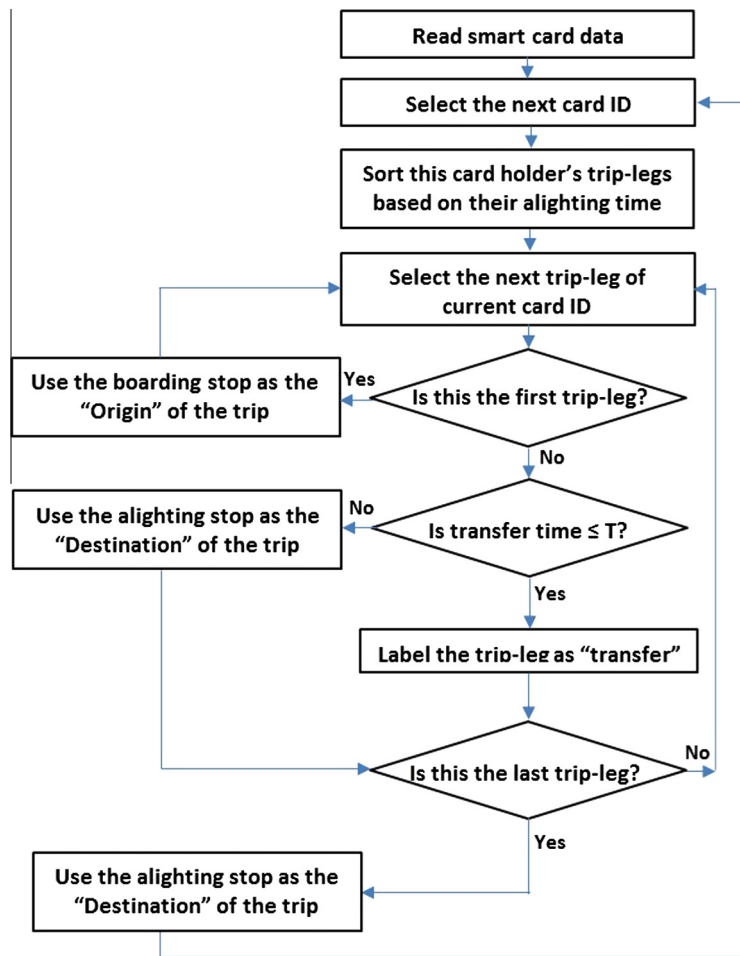 Read smart card data
Select the next card ID
Sort this card holder’s trip-legs
based on their alighting time
Select the next trip-leg of
current card ID
Use the boarding stop as the
“Origin” of the trip
Yes
Is this the first trip-leg?
No
Use the alighting stop as the
“Destination” of the trip
No
Is transfer time ≤ T?
Yes
Label the trip-leg as “transfer”
Is this the last trip-leg?
No
Yes
Use the alighting stop as the
“Destination” of the trip